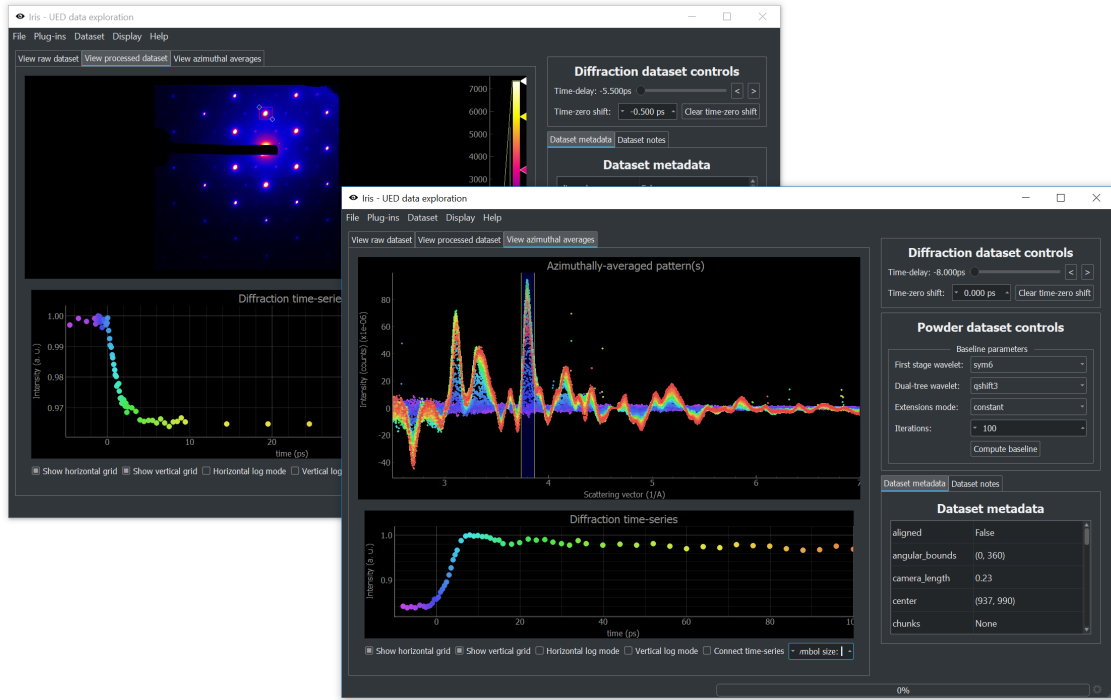 Iris - UED data exploration
File Plug-ins Dataset Display Help
View raw dataset View processed dataset View azimuthal averages
7000
6000
5000
4000
3000
Diffraction dataset controls
Time-delay: -5.500ps < >
Time-zero shift: -0.500 ps Clear time-zero shift
Dataset metadata Dataset notes
Dataset metadata
Diffraction time-serie
Intensity (a. u.)
1.00
0.99
0.98
0.97
0 10 20
time (ps)
Show horizontal grid Show vertical grid Horizontal log mode Vertical log
Iris - UED data exploration
File Plug-ins Dataset Display Help
View raw dataset View processed dataset View azimuthal averages
Azimuthally-averaged pattern(s)
Intensity (counts) (x1e-06)
80
60
40
20
0
-20
-40
3 4 5 6 7
Scattering vector (1/A)
Diffraction time-series
Intensity (a. u.)
1.0
0.9
0 20 40 60 80 10
time (ps)
Show horizontal grid Show vertical grid Horizontal log mode Vertical log mode Connect time-series mbol size:
Diffraction dataset controls
Time-delay: -8.000ps < >
Time-zero shift: 0.000 ps Clear time-zero shift
Powder dataset controls
Baseline parameters
First stage wavelet: sym6
Dual-tree wavelet: qshift3
Extensions mode: constant
Iterations: 100
Compute baseline
Dataset metadata Dataset notes
Dataset metadata
aligned False
angular_bounds (0, 360)
camera_length 0.23
center (937, 990)
chunks None
0%